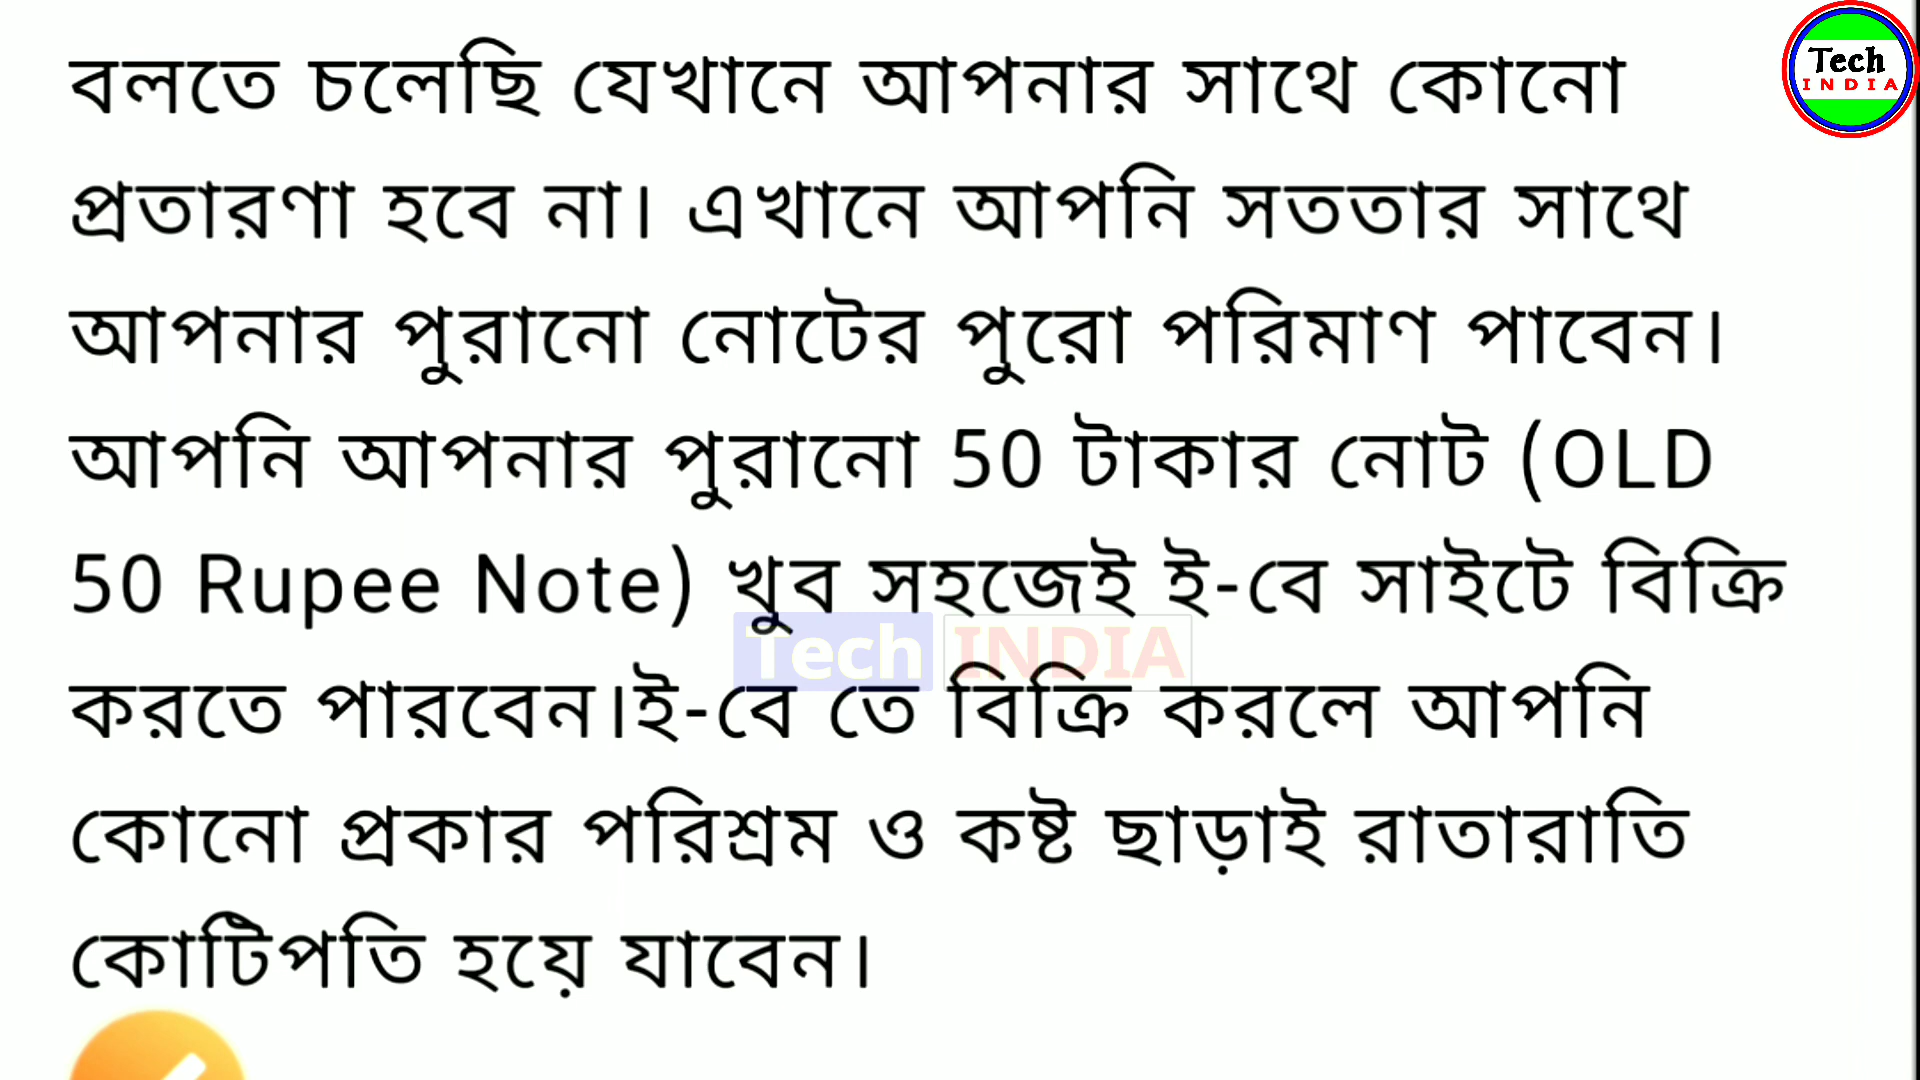 বলতে চলেছি যেখানে আপনার সাথে কোনো
প্রতারণা হবে না। এখানে আপনি সততার সাথে
আপনার পুরানো নোটের পুরো পরিমাণ পাবেন।
আপনি আপনার পুরানো 50 টাকার নোট (OLD
50 Rupee Note) খুব সহজেই ই-বে সাইটে বিক্রি
করতে পারবেন।ই-বে তে বিক্রি করলে আপনি
কোনো প্রকার পরিশ্রম ও কষ্ট ছাড়াই রাতারাতি
কোটিপতি হয়ে যাবেন।
Tech
INDIA
Tech INDIA